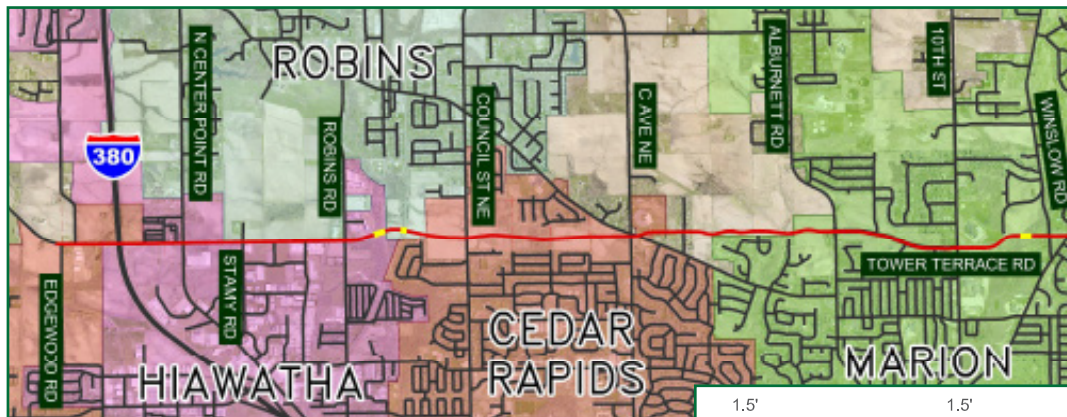 ROBINS
N CENTER POINT RD
ROBINS RD
COUNCIL ST NE
C AVE NE
ALBURNETT RD
10TH ST
WINSLOW RD
380
EDGEWOOD RD
STAMY RD
TOWER TERRACE RD
HIAWATHA
CEDAR
RAPIDS
MARION
1.5'
1.5'